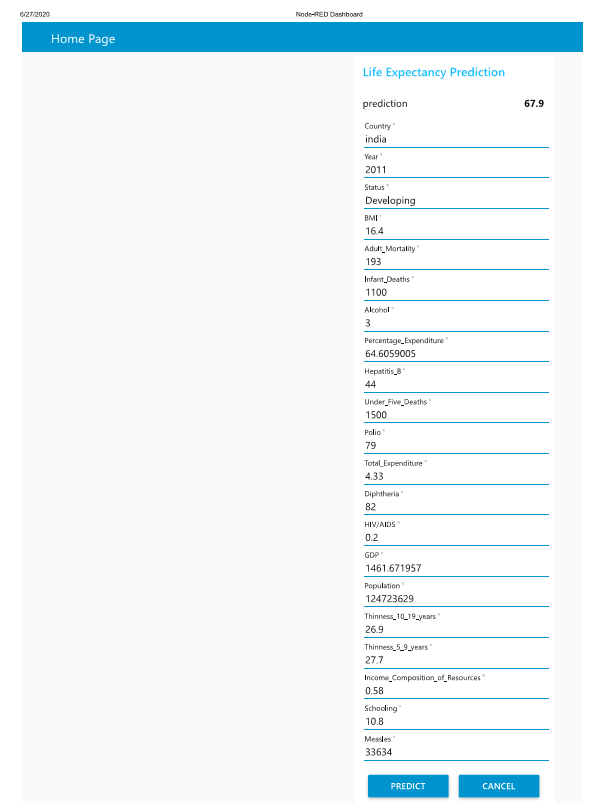 6/27/2020 Node-RED Dashboard
Home Page
Life Expectancy Prediction
prediction 67.9
Country *
india
Year *
2011
Status *
Developing
BMI *
16.4
Adult_Mortality *
193
Infant_Deaths *
1100
Alcohol *
3
Percentage_Expenditure *
64.6059005
Hepatitis_B *
44
Under_Five_Deaths *
1500
Polio *
79
Total_Expenditure *
4.33
Diphtheria *
82
HIV/AIDS *
0.2
GDP *
1461.671957
Population *
124723629
Thinness_10_19_years *
26.9
Thinness_5_9_years *
27.7
Income_Composition_of_Resources *
0.58
Schooling *
10.8
Measles *
33634
PREDICT CANCEL